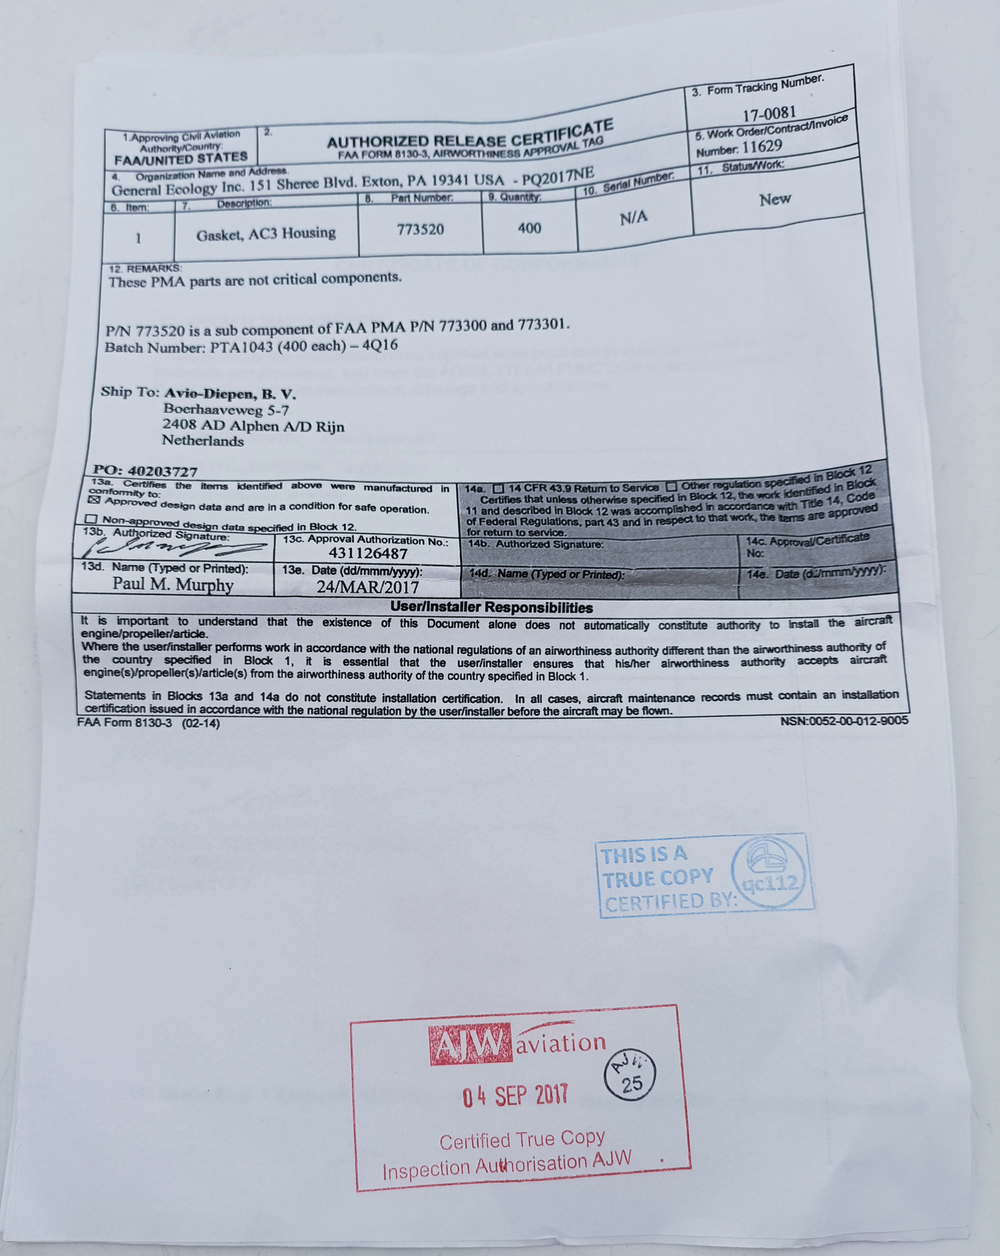 1.Approving Civil Aviation
Authority/Country:
FAA/UNITED STATES
2.
AUTHORIZED RELEASE CERTIFICATE
FAA FORM 8130-3, AIRWORTHINESS APPROVAL TAG
3. Form Tracking Number.
17-0081
4. Organization Name and Address.
General Ecology Inc. 151 Sheree Blvd. Exton, PA 19341 USA - PQ2017NE
5. Work Order/Contract/Invoice
Number: 11629
6. Item:
7. Description:
8. Part Number:
9. Quantity:
10. Serial Number:
11. Status/Work:
1
Gasket, AC3 Housing
773520
400
N/A
New
12. REMARKS:
These PMA parts are not critical components.
P/N 773520 is a sub component of FAA PMA P/N 773300 and 773301.
Batch Number: PTA1043 (400 each) – 4Q16
Ship To: Avio-Diepen, B. V.
Boerhaaveweg 5-7
2408 AD Alphen A/D Rijn
Netherlands
PO: 40203727
13a. Certifies the items identified above were manufactured in
conformity to:
☒ Approved design data and are in a condition for safe operation.
☐ Non-approved design data specified in Block 12.
14a. ☐ 14 CFR 43.9 Return to Service ☐ Other regulation specified in Block 12
Certifies that unless otherwise specified in Block 12, the work identified in Block
11 and described in Block 12 was accomplished in accordance with Title 14, Code
of Federal Regulations, part 43 and in respect to that work, the items are approved
for return to service.
13b. Authorized Signature:
13c. Approval Authorization No.:
431126487
14b. Authorized Signature:
14c. Approval/Certificate
No:
13d. Name (Typed or Printed):
Paul M. Murphy
13e. Date (dd/mmm/yyyy):
24/MAR/2017
14d. Name (Typed or Printed):
14e. Date (dd/mmm/yyyy):
User/Installer Responsibilities
It is important to understand that the existence of this Document alone does not automatically constitute authority to install the aircraft
engine/propeller/article.
Where the user/installer performs work in accordance with the national regulations of an airworthiness authority different than the airworthiness authority of
the country specified in Block 1, it is essential that the user/installer ensures that his/her airworthiness authority accepts aircraft
engine(s)/propeller(s)/article(s) from the airworthiness authority of the country specified in Block 1.
Statements in Blocks 13a and 14a do not constitute installation certification. In all cases, aircraft maintenance records must contain an installation
certification issued in accordance with the national regulation by the user/installer before the aircraft may be flown.
FAA Form 8130-3 (02-14)
NSN:0052-00-012-9005
THIS IS A
TRUE COPY
CERTIFIED BY:
qc112
AJW aviation
AJW
25
04 SEP 2017
Certified True Copy
Inspection Authorisation AJW